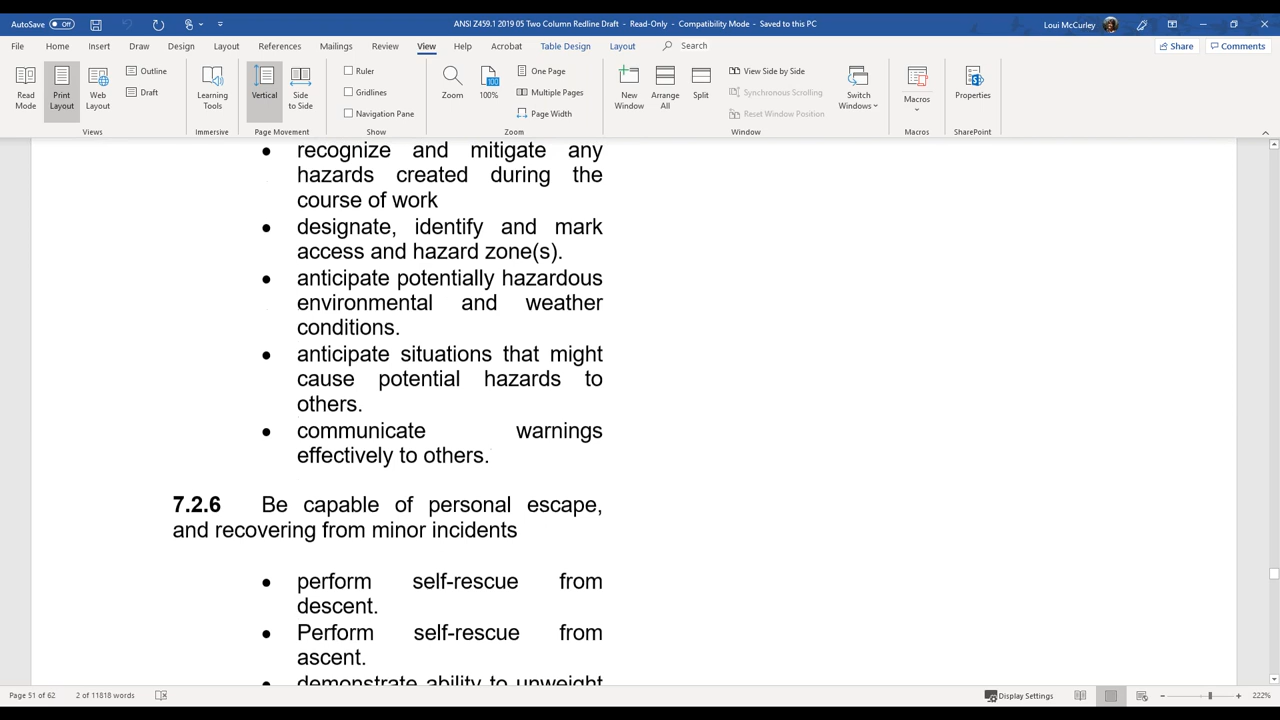 AutoSave Off
ANSI Z459.1 2019 05 Two Column Redline Draft - Read-Only - Compatibility Mode - Saved to this PC
Loui McCurley
File Home Insert Draw Design Layout References Mailings Review View Help Acrobat Table Design Layout Search
Share Comments
Read Mode
Print Layout
Web Layout
Outline
Draft
Views
Learning Tools
Immersive
Vertical
Side to Side
Page Movement
Ruler
Gridlines
Navigation Pane
Show
Zoom
100%
One Page
Multiple Pages
Page Width
Zoom
New Window
Arrange All
Split
View Side by Side
Synchronous Scrolling
Reset Window Position
Window
Switch Windows
Macros
Macros
Properties
SharePoint
• recognize and mitigate any
hazards created during the
course of work
• designate, identify and mark
access and hazard zone(s).
• anticipate potentially hazardous
environmental and weather
conditions.
• anticipate situations that might
cause potential hazards to
others.
• communicate warnings
effectively to others.
7.2.6 Be capable of personal escape,
and recovering from minor incidents
• perform self-rescue from
descent.
• Perform self-rescue from
ascent.
• demonstrate ability to unweight
Page 51 of 62 2 of 11818 words Display Settings 222%